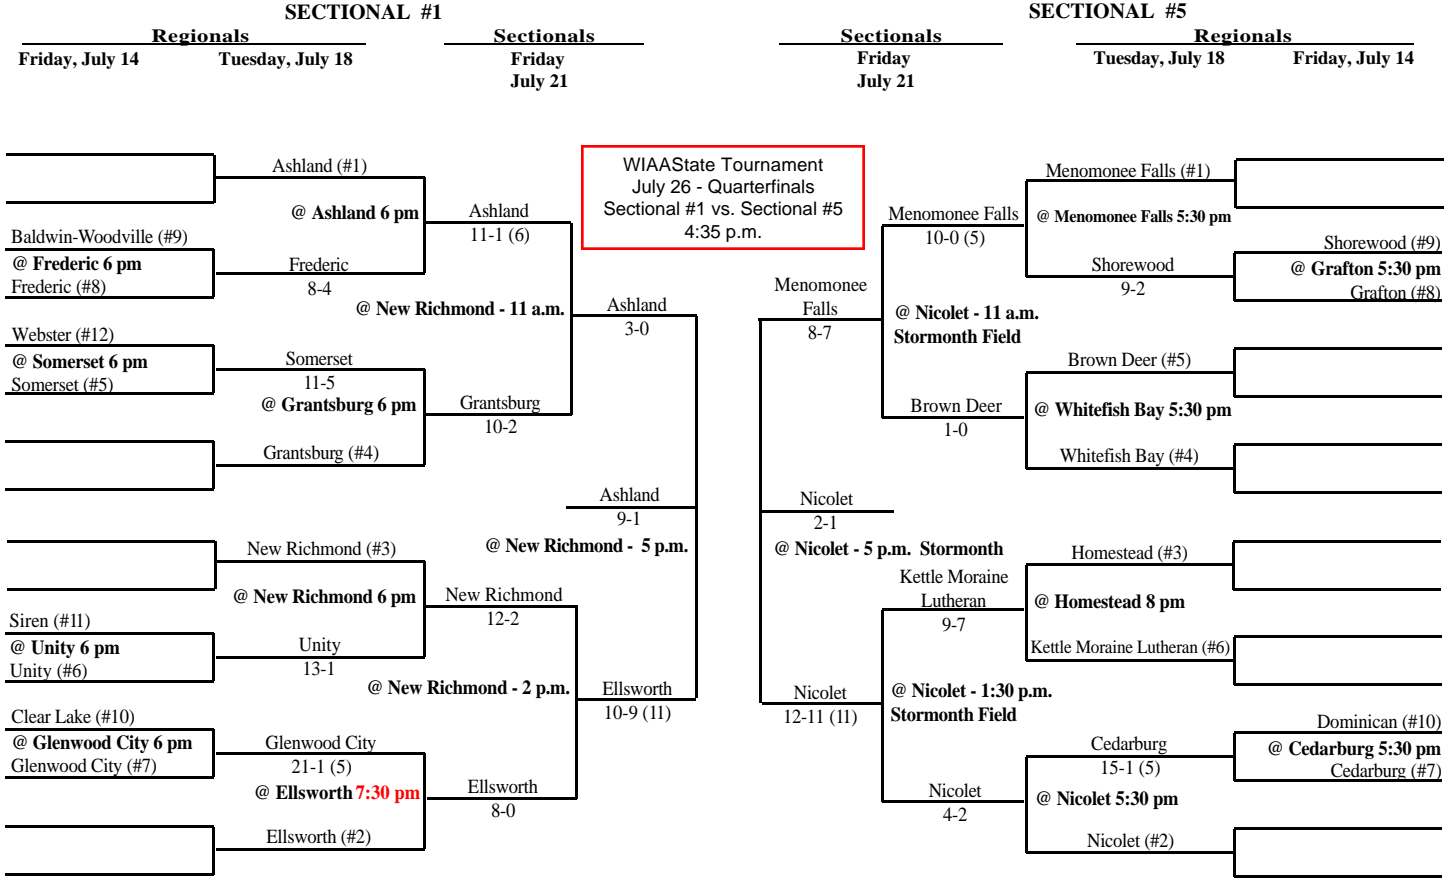 SECTIONAL #1
Regionals
Sectionals
Friday, July 14
Tuesday, July 18
Friday
July 21
Baldwin-Woodville (#9)
@ Frederic 6 pm
Frederic (#8)
Webster (#12)
@ Somerset 6 pm
Somerset (#5)
Siren (#11)
@ Unity 6 pm
Unity (#6)
Clear Lake (#10)
@ Glenwood City 6 pm
Glenwood City (#7)
Ashland (#1)
@ Ashland 6 pm
Frederic
8-4
Somerset
11-5
@ Grantsburg 6 pm
Grantsburg (#4)
New Richmond (#3)
@ New Richmond 6 pm
Unity
13-1
Glenwood City
21-1 (5)
@ Ellsworth 7:30 pm
Ellsworth (#2)
Ashland
11-1 (6)
@ New Richmond - 11 a.m.
Grantsburg
10-2
New Richmond
12-2
@ New Richmond - 2 p.m.
Ellsworth
8-0
Ashland
3-0
Ashland
9-1
@ New Richmond - 5 p.m.
Ellsworth
10-9 (11)
WIAAState Tournament
July 26 - Quarterfinals
Sectional #1 vs. Sectional #5
4:35 p.m.
SECTIONAL #5
Sectionals
Regionals
Friday
July 21
Tuesday, July 18
Friday, July 14
Menomonee
Falls
8-7
Nicolet
2-1
@ Nicolet - 5 p.m. Stormonth
Nicolet
12-11 (11)
Menomonee Falls
10-0 (5)
@ Nicolet - 11 a.m.
Stormonth Field
Brown Deer
1-0
Kettle Moraine
Lutheran
9-7
@ Nicolet - 1:30 p.m.
Stormonth Field
Nicolet
4-2
Menomonee Falls (#1)
@ Menomonee Falls 5:30 pm
Shorewood
9-2
Brown Deer (#5)
@ Whitefish Bay 5:30 pm
Whitefish Bay (#4)
Homestead (#3)
@ Homestead 8 pm
Kettle Moraine Lutheran (#6)
Cedarburg
15-1 (5)
@ Nicolet 5:30 pm
Nicolet (#2)
Shorewood (#9)
@ Grafton 5:30 pm
Grafton (#8)
Dominican (#10)
@ Cedarburg 5:30 pm
Cedarburg (#7)